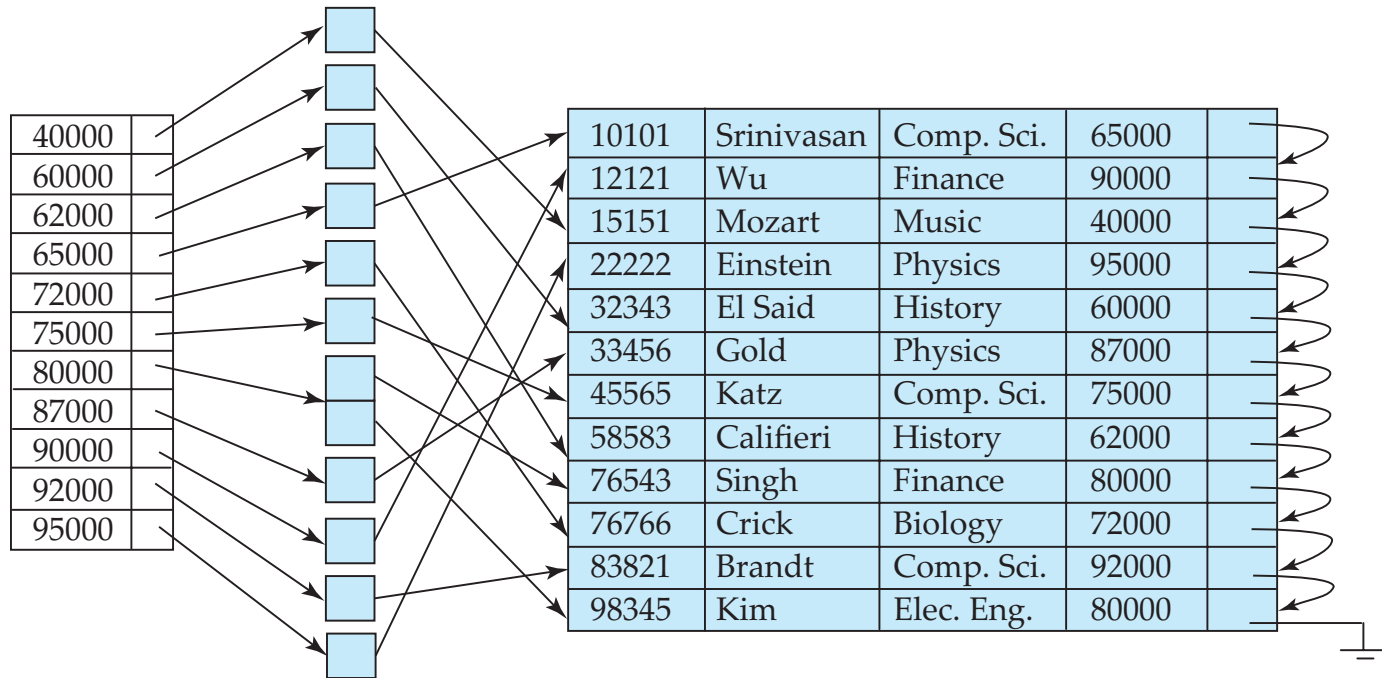 40000
60000
62000
65000
72000
75000
80000
87000
90000
92000
95000
10101 Srinivasan Comp. Sci. 65000
12121 Wu Finance 90000
15151 Mozart Music 40000
22222 Einstein Physics 95000
32343 El Said History 60000
33456 Gold Physics 87000
45565 Katz Comp. Sci. 75000
58583 Califieri History 62000
76543 Singh Finance 80000
76766 Crick Biology 72000
83821 Brandt Comp. Sci. 92000
98345 Kim Elec. Eng. 80000